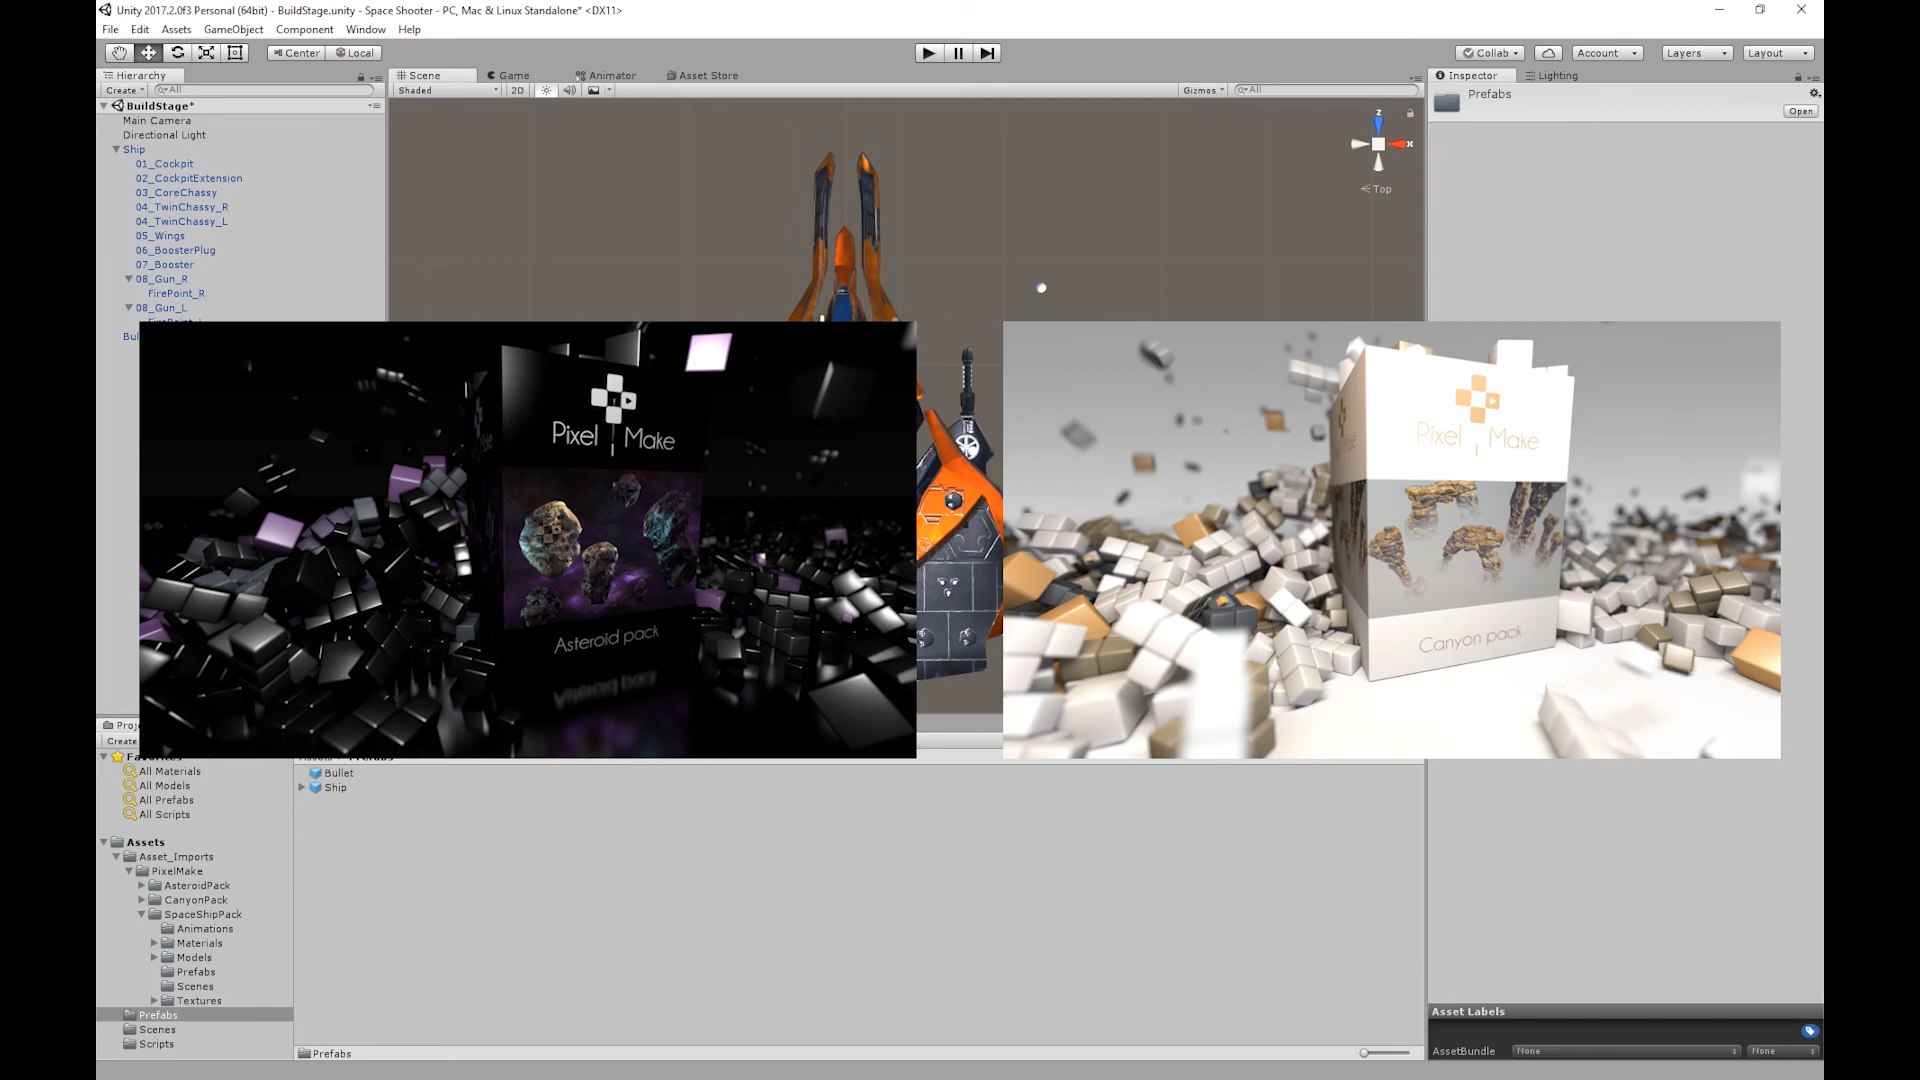 Unity 2017.2.0f3 Personal (64bit) - BuildStage.unity - Space Shooter - PC, Mac & Linux Standalone* <DX11>
File Edit Assets GameObject Component Window Help
Center Local Collab Account Layers Layout
Hierarchy Scene Game Animator Asset Store Inspector Lighting
Create All Shaded 2D Gizmos All
Prefabs
Open
BuildStage*
Main Camera
Directional Light
Ship
01_Cockpit
02_CockpitExtension
03_CoreChassy
04_TwinChassy_R
04_TwinChassy_L
05_Wings
06_BoosterPlug
07_Booster
08_Gun_R
FirePoint_R
08_Gun_L
Bul
Z
X
Top
Pixel Make
Asteroid pack
Pixel Make
Canyon pack
Proj
Create
Favorites
All Materials
All Models
All Prefabs
All Scripts
Assets
Asset_Imports
PixelMake
AsteroidPack
CanyonPack
SpaceShipPack
Animations
Materials
Models
Prefabs
Scenes
Textures
Prefabs
Scenes
Scripts
Bullet
Ship
Prefabs
Asset Labels
AssetBundle None None